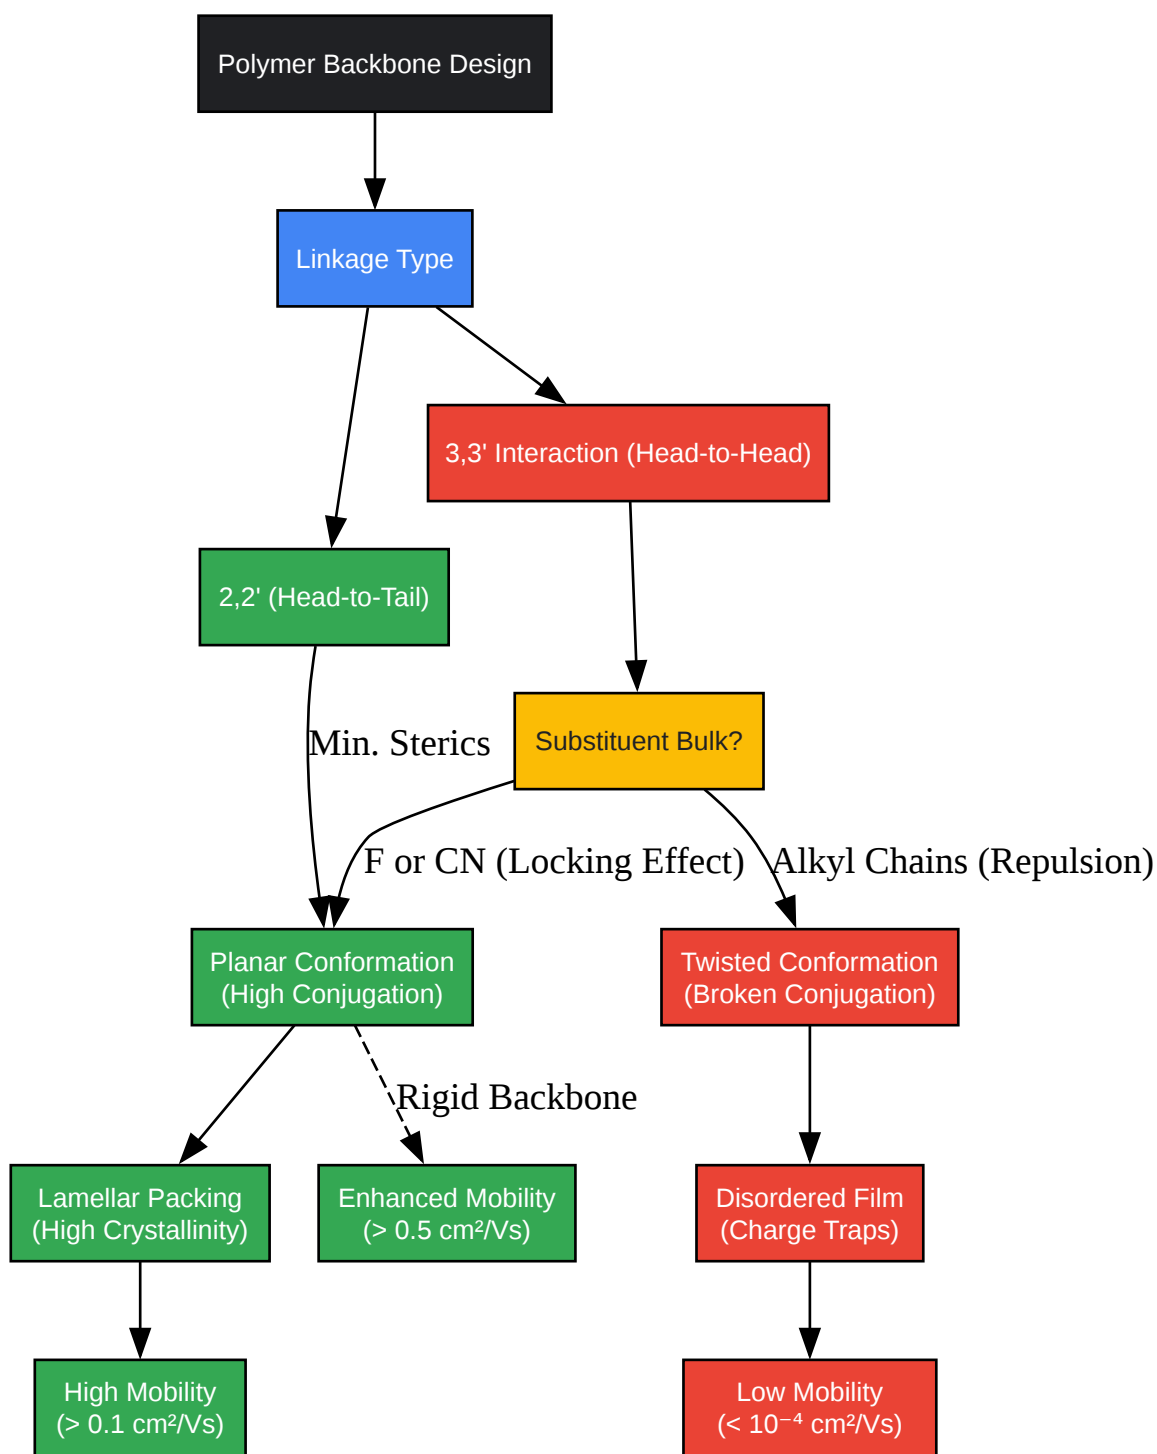 Polymer Backbone Design
Linkage Type
3,3' Interaction (Head-to-Head)
2,2' (Head-to-Tail)
Min. Sterics
Substituent Bulk?
F or CN (Locking Effect)
Alkyl Chains (Repulsion)
Planar Conformation
(High Conjugation)
Twisted Conformation
(Broken Conjugation)
Rigid Backbone
Lamellar Packing
(High Crystallinity)
Enhanced Mobility
(> 0.5 cm²/Vs)
Disordered Film
(Charge Traps)
High Mobility
(> 0.1 cm²/Vs)
Low Mobility
(< 10⁻⁴ cm²/Vs)